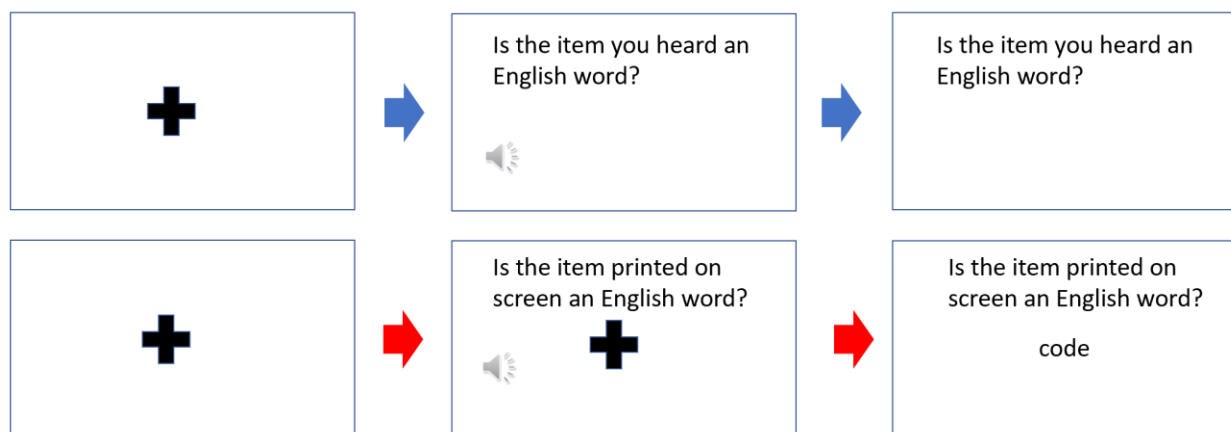 Is the item you heard an
English word?
Is the item you heard an
English word?
Is the item printed on
screen an English word?
Is the item printed on
screen an English word?
code